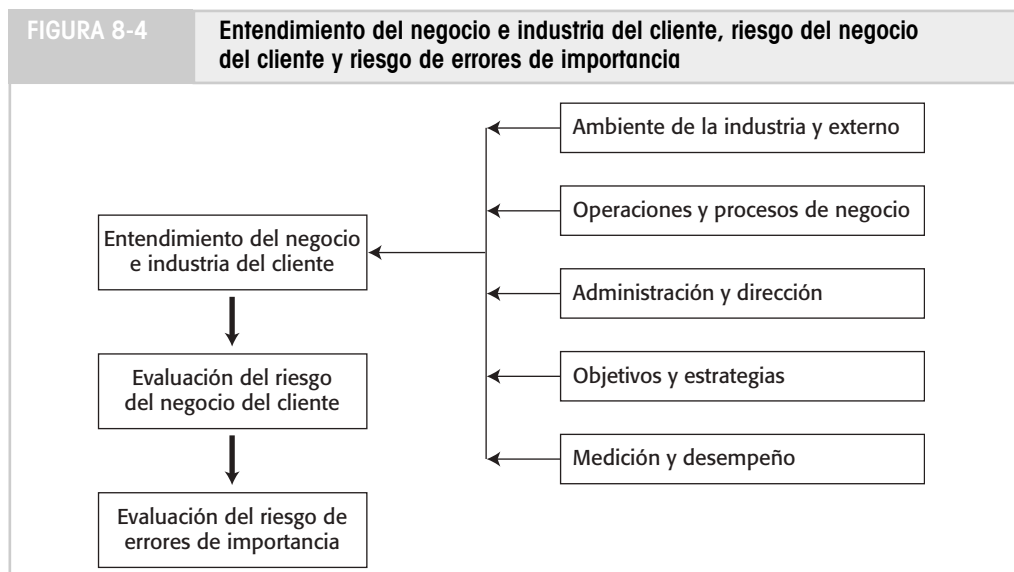 FIGURA 8-4
Entendimiento del negocio e industria del cliente, riesgo del negocio
del cliente y riesgo de errores de importancia
Entendimiento del negocio
e industria del cliente
Evaluación del riesgo
del negocio del cliente
Evaluación del riesgo de
errores de importancia
Ambiente de la industria y externo
Operaciones y procesos de negocio
Administración y dirección
Objetivos y estrategias
Medición y desempeño